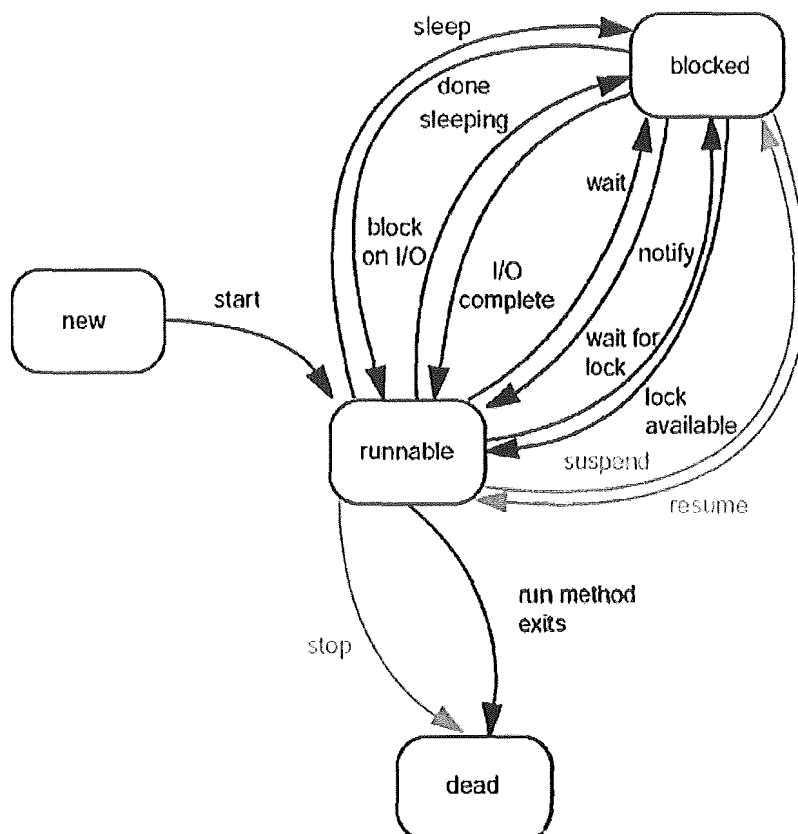 sleep
blocked
done
sleeping
wait
block
on I/O
notify
I/O
complete
start
new
wait for
lock
lock
available
runnable
suspend
resume
run method
exits
stop
dead